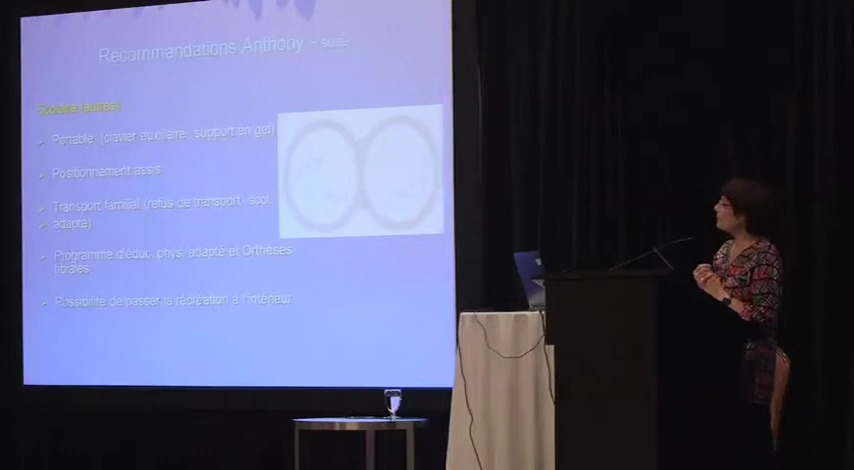 Recommandations Anthony - suite
Scolaire (autres)
Portable (clavier auxiliaire, support en gel)
Positionnement assis
Transport familial (refus de transport. scol.
adapté)
Programme d'éduc. phys. adapté et Orthèses
tibiales
Possibilité de passer la récréation à l'intérieur